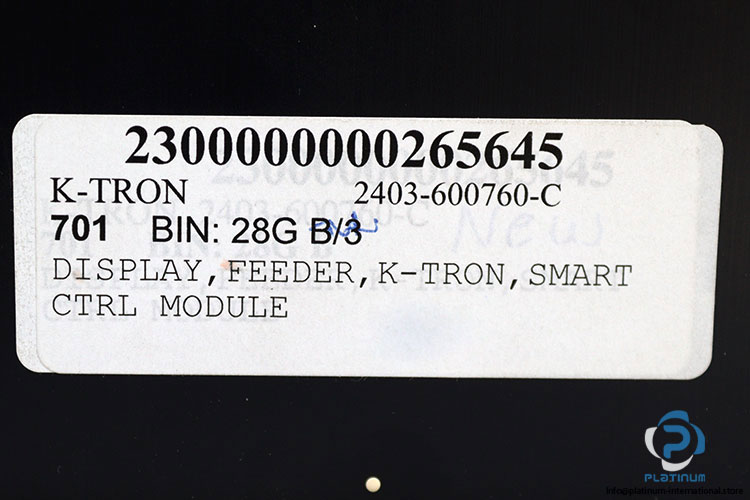 2300000000265645
K-TRON 2403-600760-C
701 BIN: 28G B/3
New
DISPLAY,FEEDER,K-TRON,SMART
CTRL MODULE
PLATINUM
info@platinum-international.store